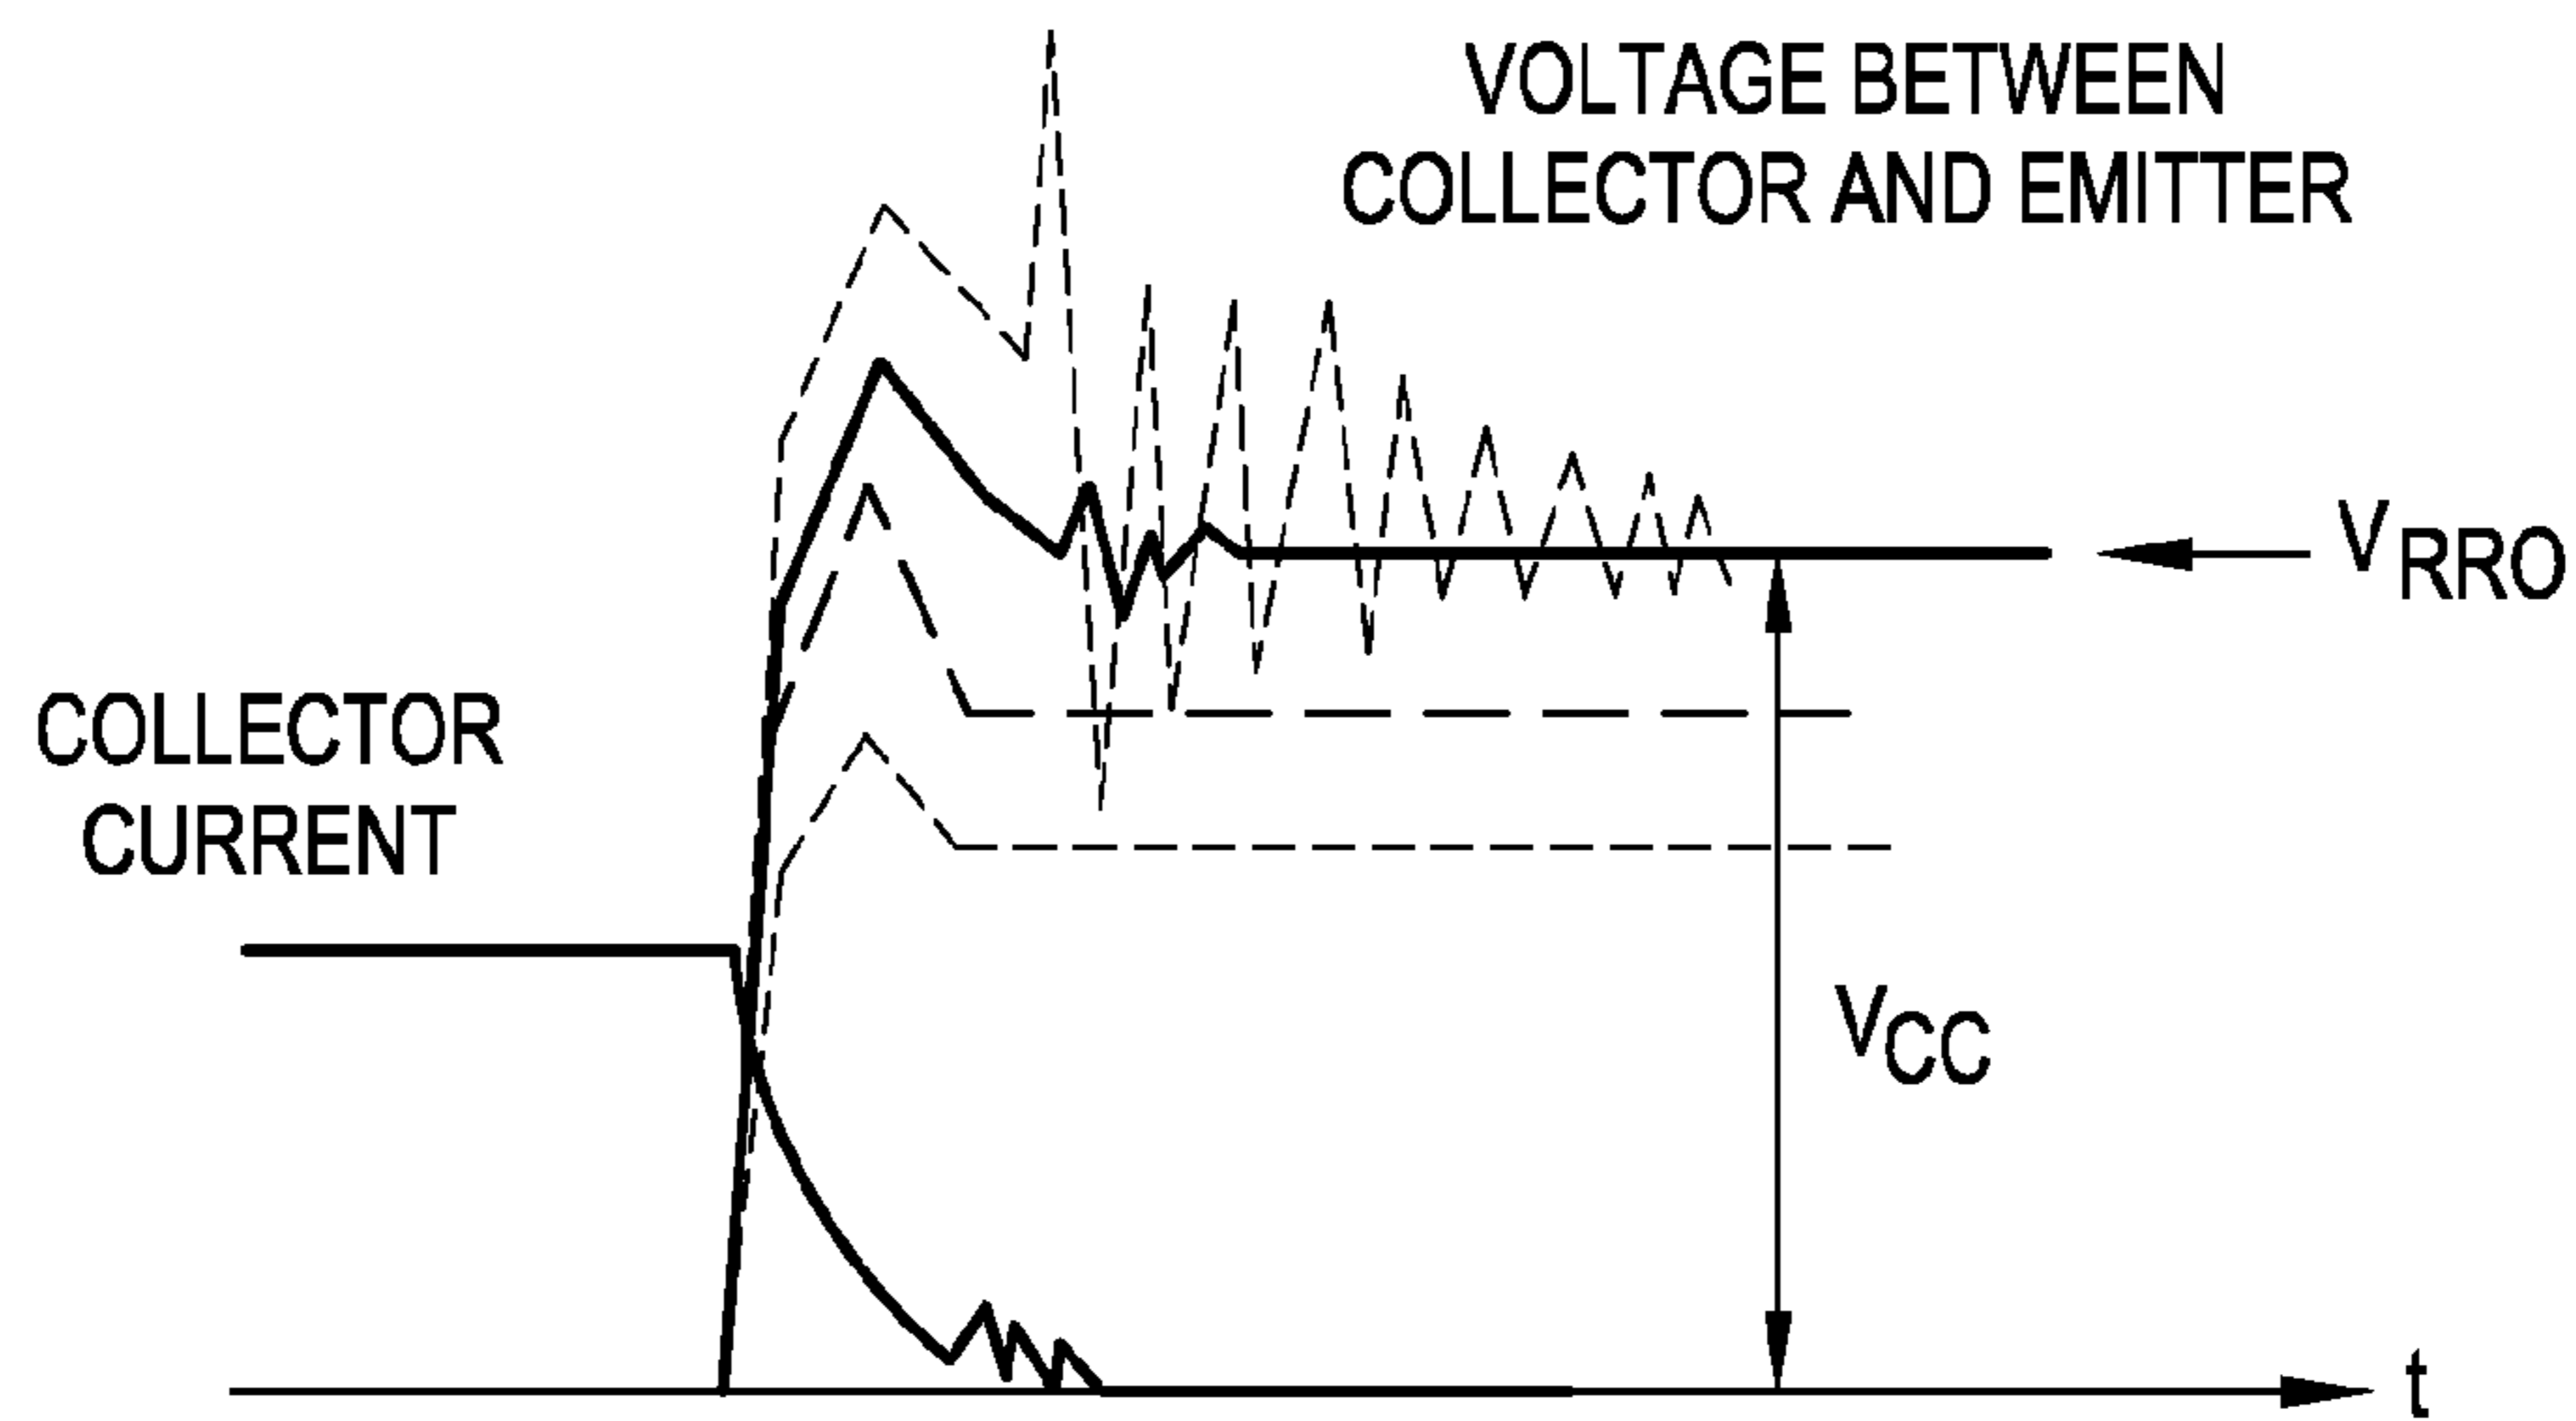 VOLTAGE BETWEEN
COLLECTOR AND EMITTER
VRRO
COLLECTOR
CURRENT
VCC
t